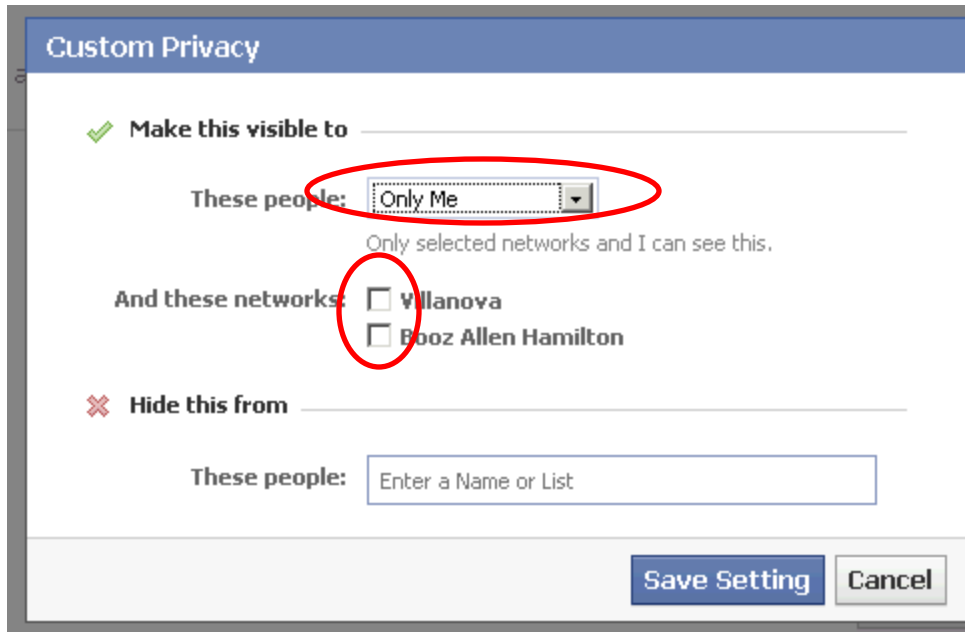 Custom Privacy
a
Make this visible to
These people: Only Me
Only selected networks and I can see this.
And these networks: Villanova
Booz Allen Hamilton
Hide this from
These people: Enter a Name or List
Save Setting Cancel